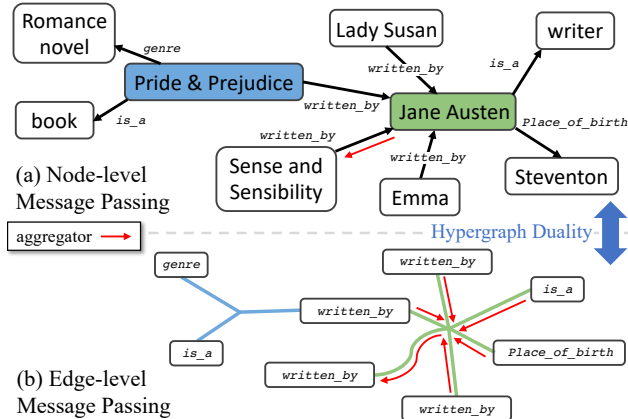 Romance
novel
genre
Lady Susan
writer
written_by
is_a
Pride & Prejudice
written_by
book
is_a
Jane Austen
Place_of_birth
written_by
Sense and
Sensibility
written_by
Emma
Steventon
(a) Node-level
Message Passing
aggregator
Hypergraph Duality
genre
written_by
is_a
written_by
is_a
Place_of_birth
written_by
written_by
(b) Edge-level
Message Passing